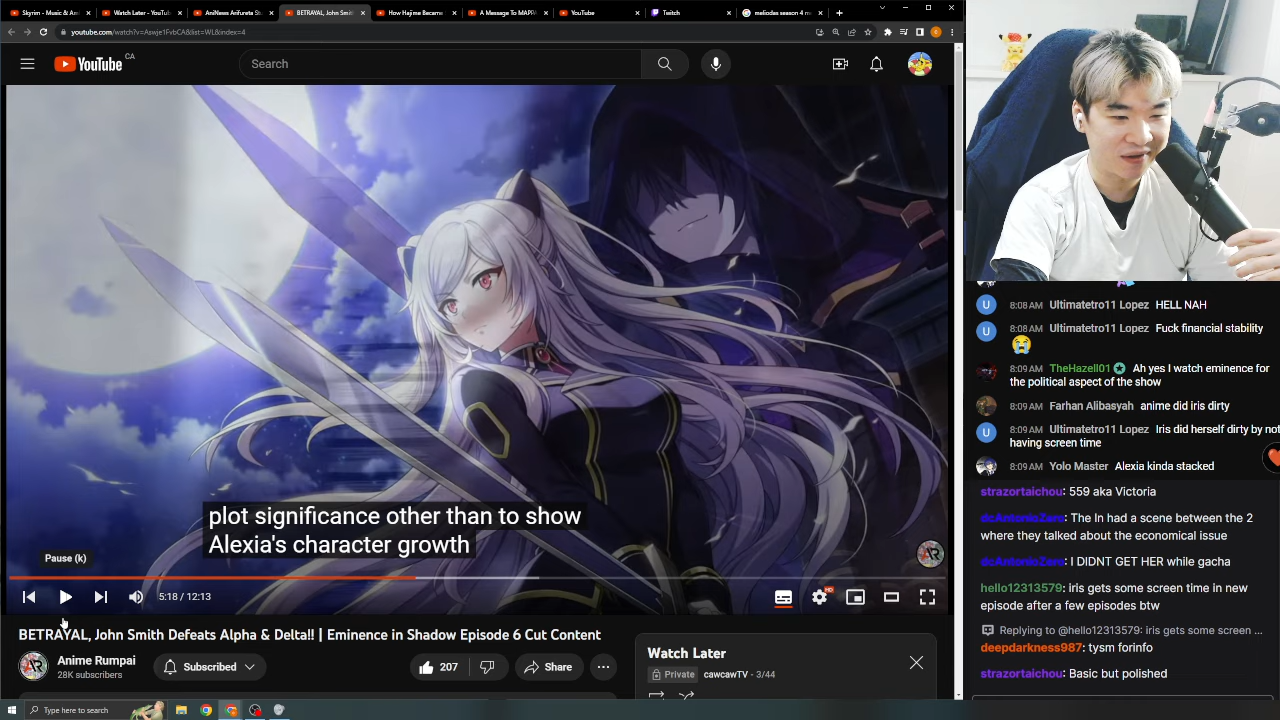 Skyrim - Music & An
Watch Later - YouTu
AniNews Arifureta St
BETRAYAL, John Smit
How Hajime Became
A Message To MAPP
YouTube
Twitch
meliodas season 4 m
youtube.com/watch?v=Aswje1FvbCA&list=WL&index=4
YouTube CA
Search
plot significance other than to show
Alexia's character growth
Pause (k)
5:18 / 12:13
HD
BETRAYAL, John Smith Defeats Alpha & Delta!! | Eminence in Shadow Episode 6 Cut Content
AR
Anime Rumpai
28K subscribers
Subscribed
207
Share
Watch Later
Private cawcawTV - 3/44
Type here to search
U 8:08 AM Ultimatetro11 Lopez HELL NAH
U 8:08 AM Ultimatetro11 Lopez Fuck financial stability
8:09 AM TheHazell01 Ah yes I watch eminence for
the political aspect of the show
8:09 AM Farhan Alibasyah anime did iris dirty
U 8:09 AM Ultimatetro11 Lopez Iris did herself dirty by not
having screen time
8:09 AM Yolo Master Alexia kinda stacked
strazortaichou: 559 aka Victoria
dcAntonioZero: The ln had a scene between the 2
where they talked about the economical issue
dcAntonioZero: I DIDNT GET HER while gacha
hello12313579: iris gets some screen time in new
episode after a few episodes btw
Replying to @hello12313579: iris gets some screen ...
deepdarkness987: tysm forinfo
strazortaichou: Basic but polished